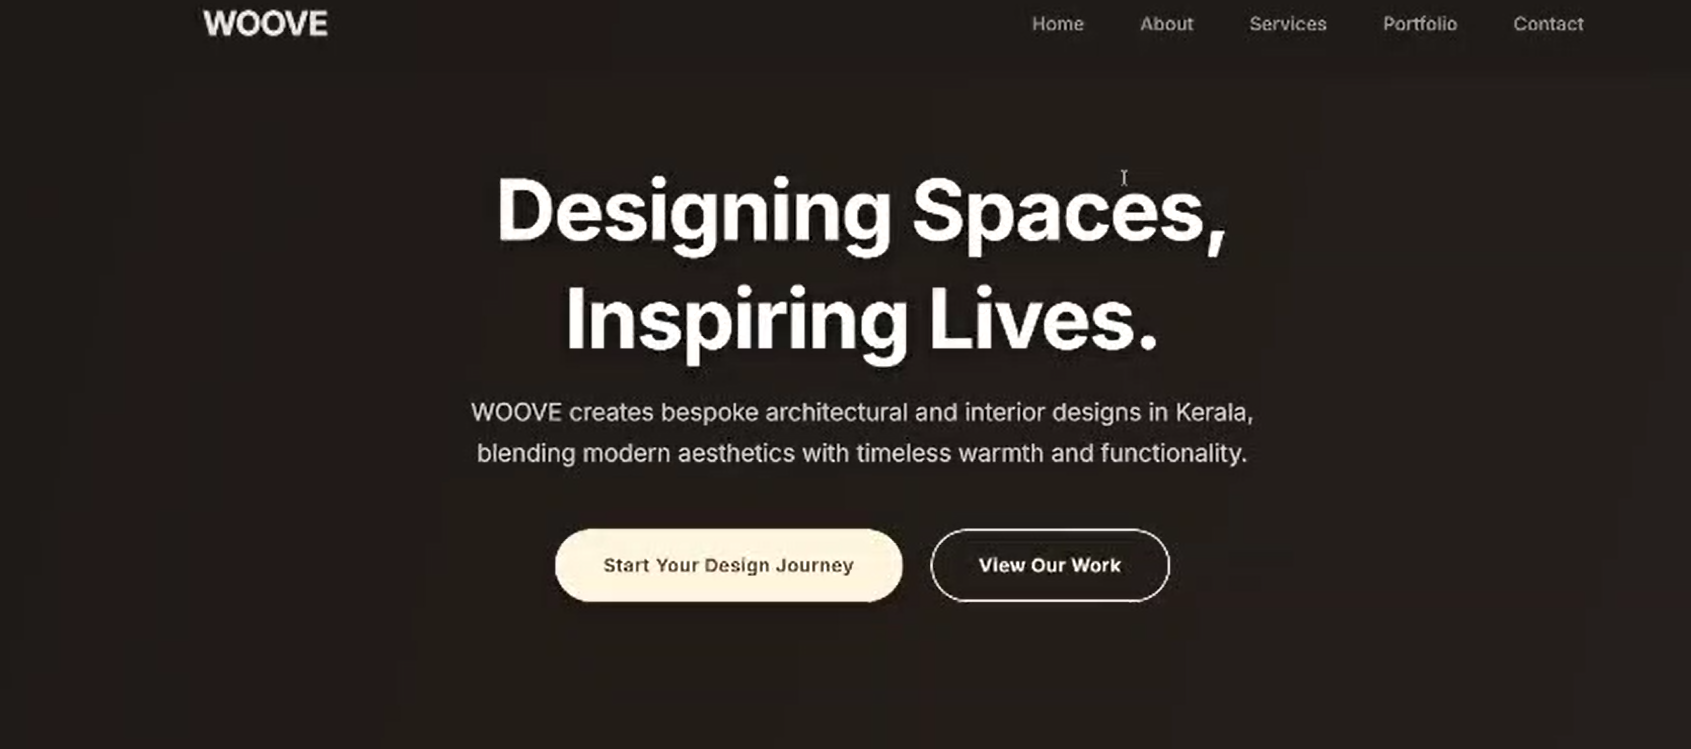 WOOVE
Home About Services Portfolio Contact
Designing Spaces,
Inspiring Lives.
WOOVE creates bespoke architectural and interior designs in Kerala,
blending modern aesthetics with timeless warmth and functionality.
Start Your Design Journey
View Our Work